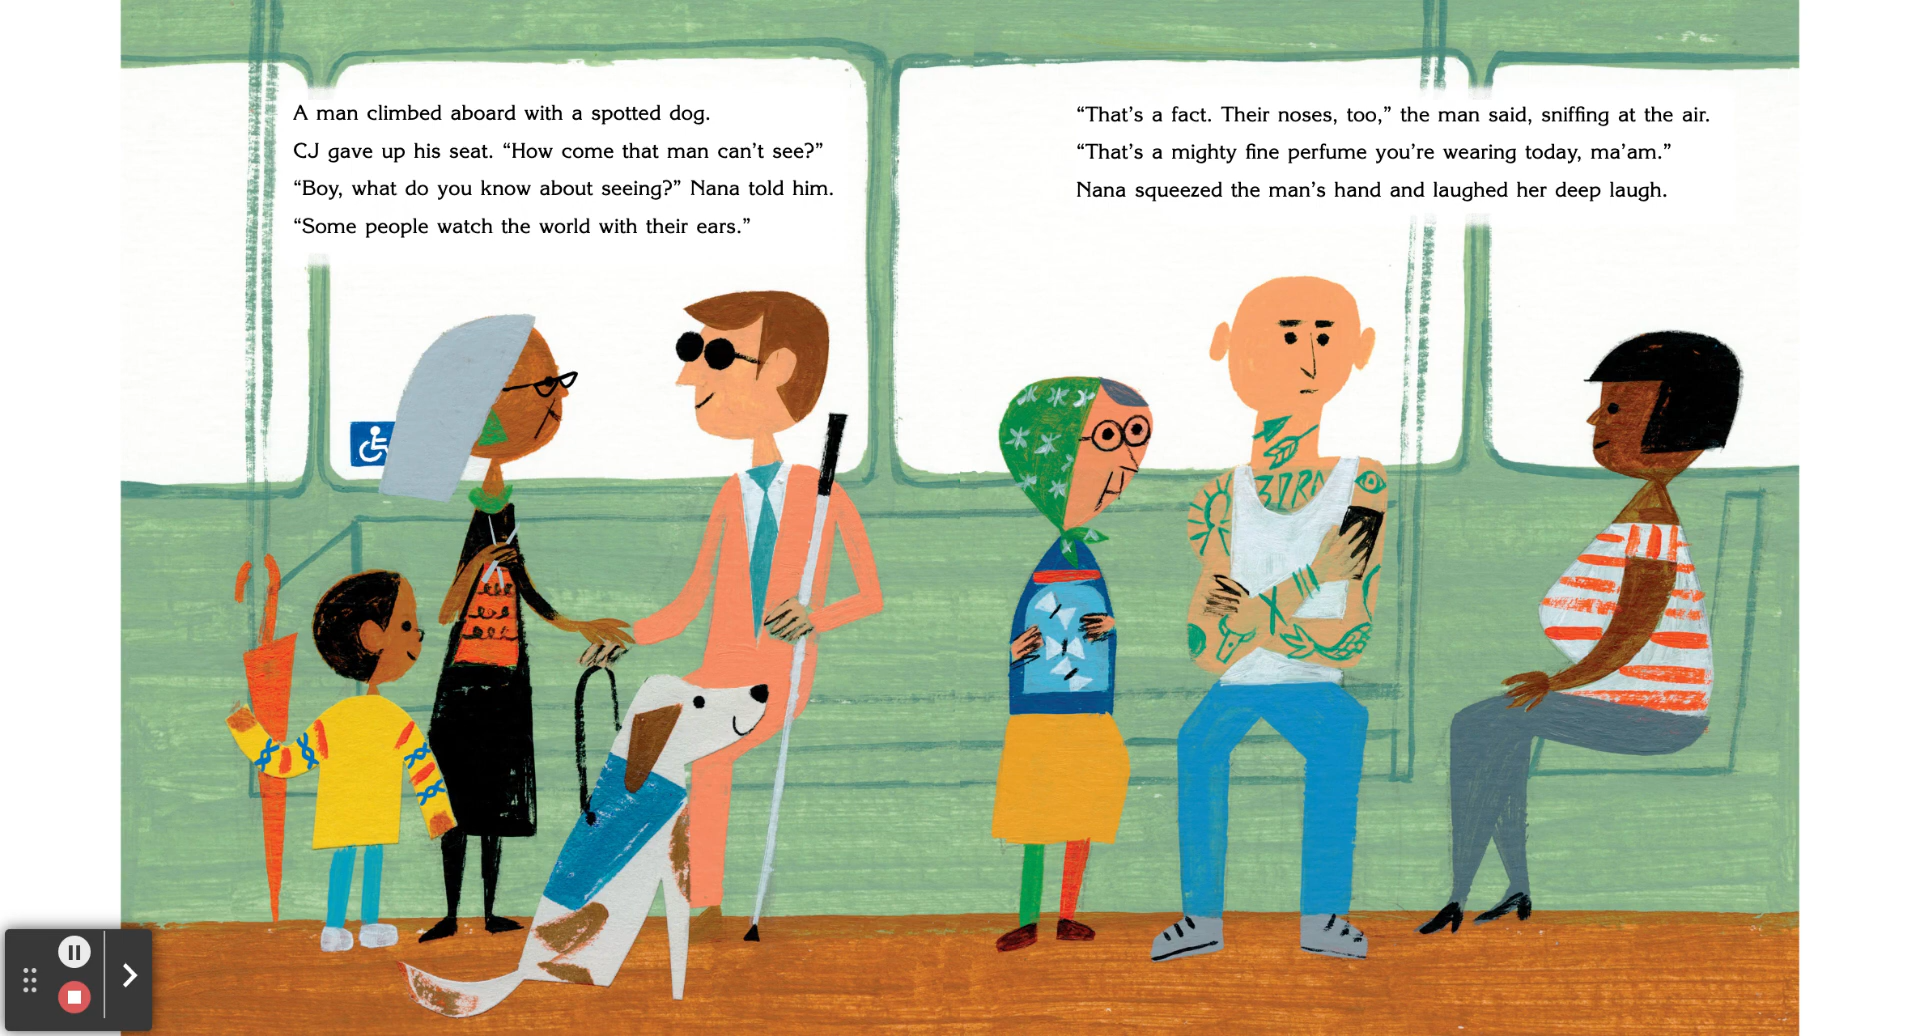 A man climbed aboard with a spotted dog.
CJ gave up his seat. “How come that man can’t see?”
“Boy, what do you know about seeing?” Nana told him.
“Some people watch the world with their ears.”
“That’s a fact. Their noses, too,” the man said, sniffing at the air.
“That’s a mighty fine perfume you’re wearing today, ma’am.”
Nana squeezed the man’s hand and laughed her deep laugh.